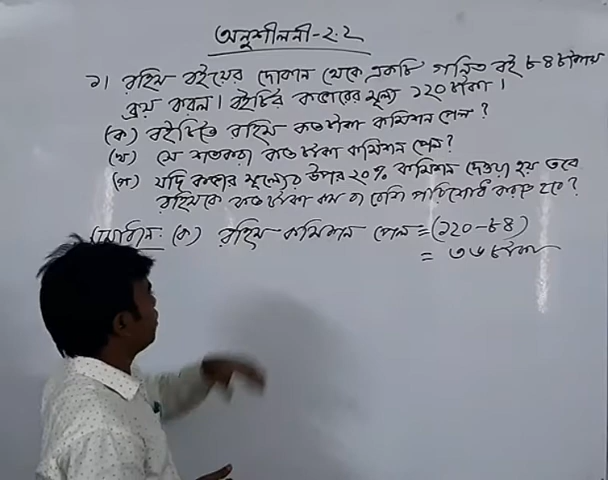 অনুশীলনী-২.২
১। রহিম বইয়ের দোকান থেকে একটি গণিত বই ৮৪ টাকায়
ক্রয় করল। বইটির কভারের মূল্য ১২০ টাকা।
(ক) বইটিতে রহিম কত টাকা কমিশন পেল?
(খ) সে শতকরা কত টাকা কমিশন পেল?
(গ) যদি কভার মূল্যের উপর ২০% কমিশন দেওয়া হয় তবে
রহিমকে কত টাকা কম বা বেশি পরিশোধ করতে হবে?
সমাধান: (ক) রহিম কমিশন পেল = (১২০-৮৪)
= ৩৬ টাকা